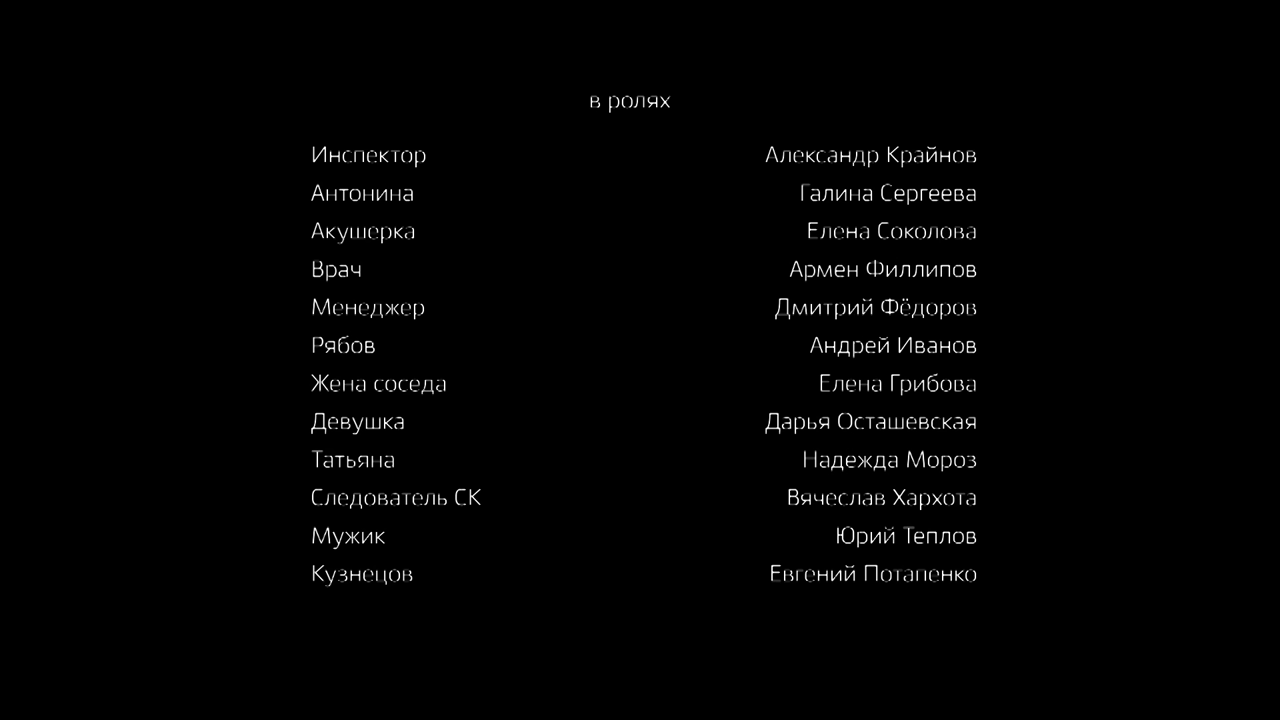 в ролях
Инспектор Александр Крайнов
Антонина Галина Сергеева
Акушерка Елена Соколова
Врач Армен Филлипов
Менеджер Дмитрий Фёдоров
Рябов Андрей Иванов
Жена соседа Елена Грибова
Девушка Дарья Осташевская
Татьяна Надежда Мороз
Следователь СК Вячеслав Хархота
Мужик Юрий Теплов
Кузнецов Евгений Потапенко